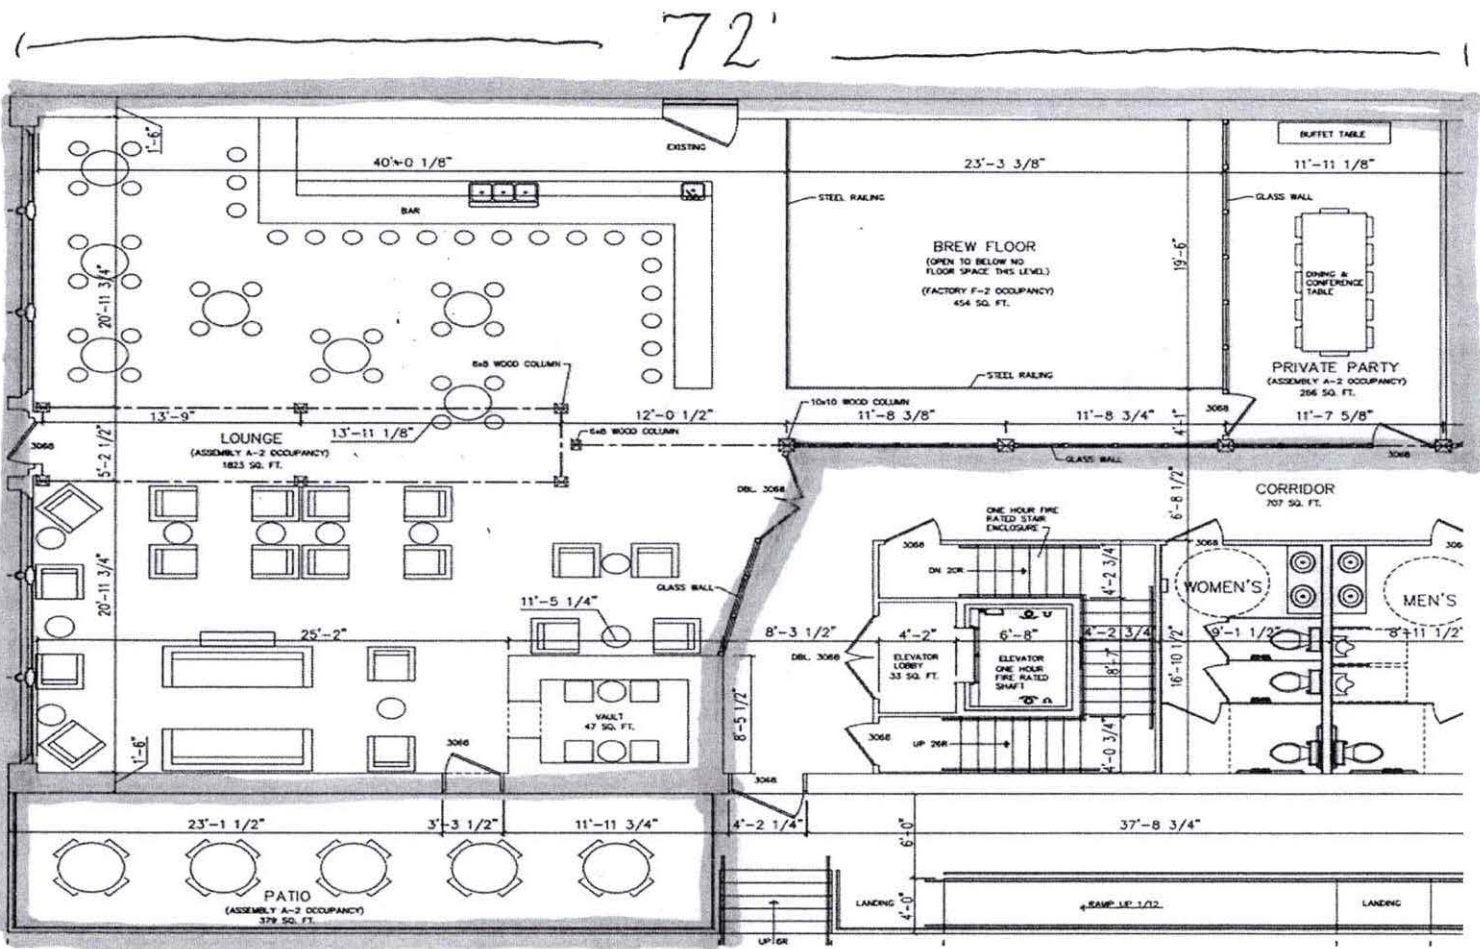 72'
BUFFET TABLE
1'-6"
EXISTING
40'-0 1/8"
23'-3 3/8"
11'-11 1/8"
STEEL RAILING
GLASS WALL
BAR
BREW FLOOR
(OPEN TO BELOW NO
FLOOR SPACE THIS LEVEL)
(FACTORY F-2 OCCUPANCY)
454 SQ. FT.
19'-6"
DINING &
CONFERENCE
TABLE
20'-11 3/4"
6x8 WOOD COLUMN
STEEL RAILING
PRIVATE PARTY
(ASSEMBLY A-2 OCCUPANCY)
266 SQ. FT.
10x10 WOOD COLUMN
3068
13'-9"
13'-11 1/8"
12'-0 1/2"
11'-8 3/8"
11'-8 3/4"
4'-1"
11'-7 5/8"
3068
LOUNGE
(ASSEMBLY A-2 OCCUPANCY)
1823 SQ. FT.
6x8 WOOD COLUMN
5'-2 1/2"
GLASS WALL
3068
DBL. 3068
CORRIDOR
707 SQ. FT.
6'-8 1/2"
ONE HOUR FIRE
RATED STAIR
ENCLOSURE
3068
3068
306
DN 20R
4'-2 3/4"
20'-11 3/4"
GLASS WALL
WOMEN'S
MEN'S
11'-5 1/4"
25'-2"
8'-3 1/2"
4'-2"
6'-8"
4'-2 3/4"
9'-1 1/2"
8'-11 1/2"
DBL. 3068
ELEVATOR
LOBBY
33 SQ. FT.
ELEVATOR
ONE HOUR
FIRE RATED
SHAFT
8'-7"
16'-10 1/2"
VAULT
47 SQ. FT.
8'-5 1/2"
3068
1'-6"
3068
UP 26R
4'-0 3/4"
3068
23'-1 1/2"
3'-3 1/2"
11'-11 3/4"
4'-2 1/4"
6'-0"
37'-8 3/4"
PATIO
(ASSEMBLY A-2 OCCUPANCY)
379 SQ. FT.
LANDING
4'-0"
RAMP UP 1/12
LANDING
UP 6R